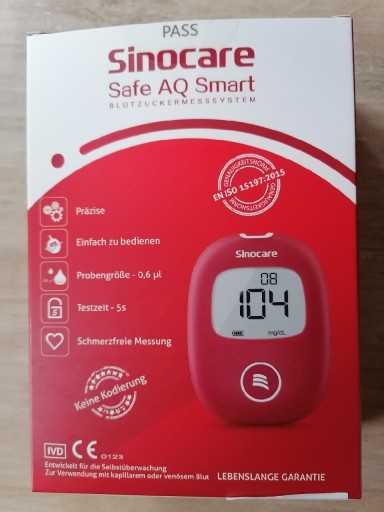 PASS
Sinocare
Safe AQ Smart
BLUTZUCKERMESSSYSTEM
GENAUIGKEITSNORM
EN ISO 15197:2015
GENAUIGKEITSNORM
Präzise
Einfach zu bedienen
Probengröße - 0,6 µl
Testzeit - 5s
Schmerzfreie Messung
Sinocare
08
104
mg/dL
Keine Kodierung
IVD CE 0123
Entwickelt für die Selbstüberwachung
Zur Verwendung mit kapillarem oder venösem Blut
LEBENSLANGE GARANTIE